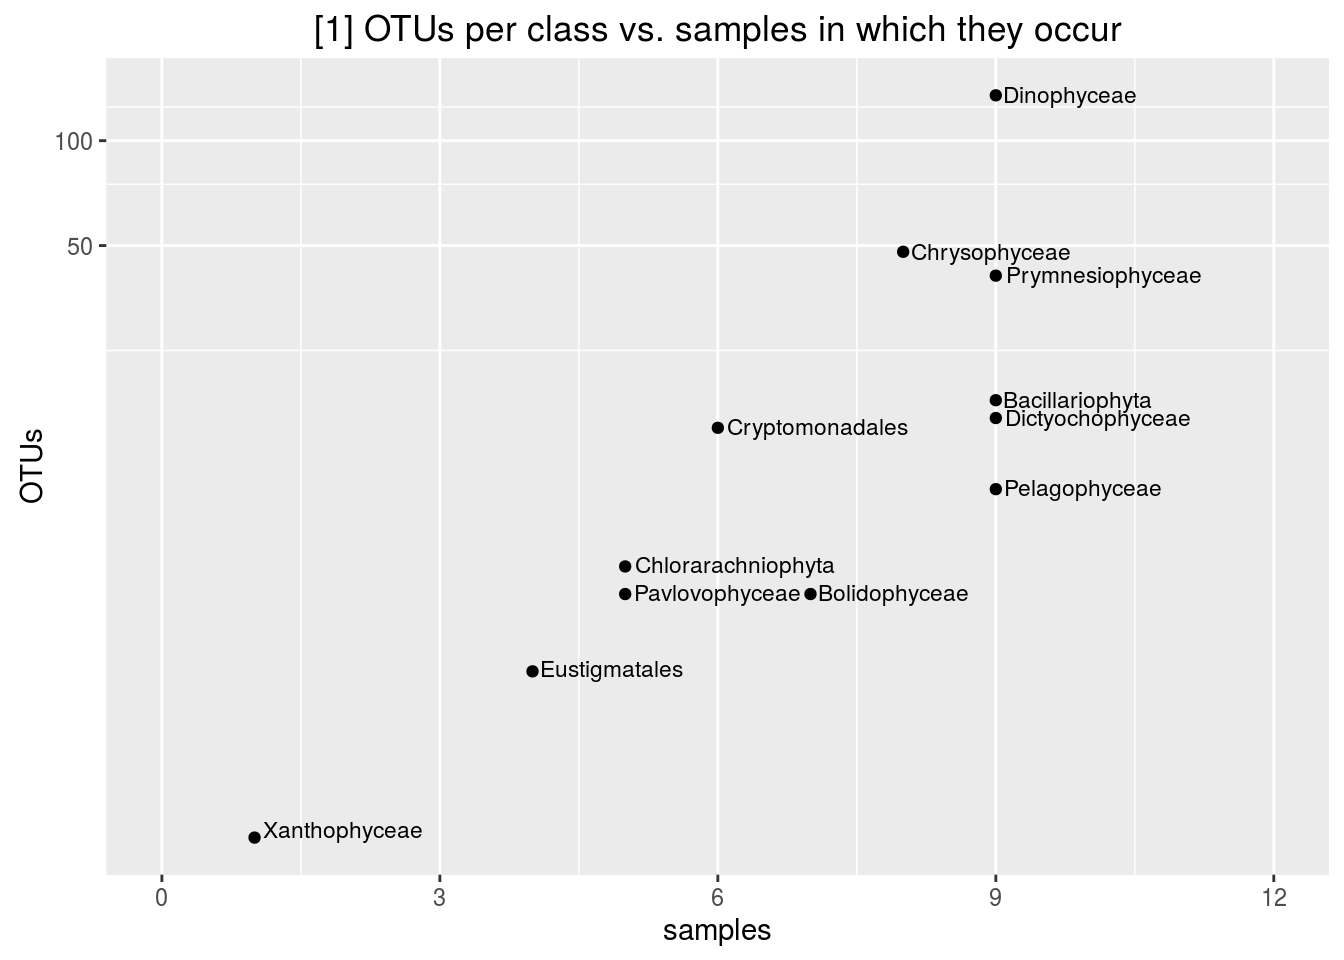 [1] OTUs per class vs. samples in which they occur
Dinophyceae
100
50
Chrysophyceae
Prymnesiophyceae
Bacillariophyta
Dictyochophyceae
Cryptomonadales
OTUs
Pelagophyceae
Chlorarachniophyta
Pavlovophyceae Bolidophyceae
Eustigmatales
Xanthophyceae
0 3 6 9 12
samples